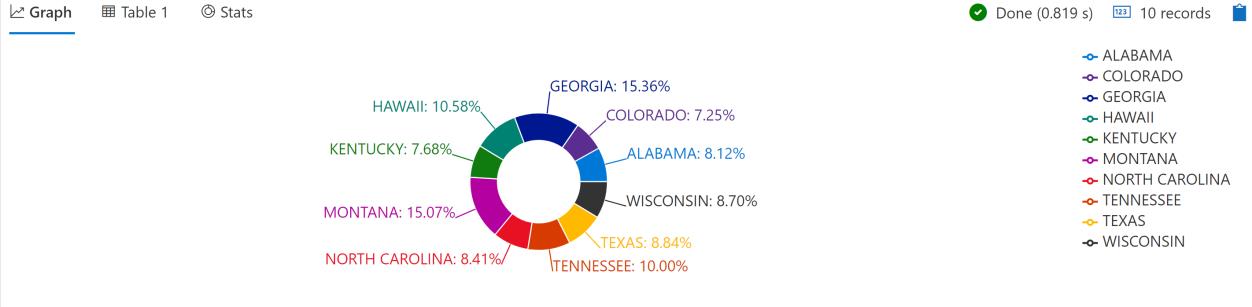 Graph
Table 1
Stats
Done (0.819 s)
123
10 records
GEORGIA: 15.36%
HAWAII: 10.58%
COLORADO: 7.25%
KENTUCKY: 7.68%
ALABAMA: 8.12%
WISCONSIN: 8.70%
MONTANA: 15.07%
TEXAS: 8.84%
NORTH CAROLINA: 8.41%
TENNESSEE: 10.00%
ALABAMA
COLORADO
GEORGIA
HAWAII
KENTUCKY
MONTANA
NORTH CAROLINA
TENNESSEE
TEXAS
WISCONSIN